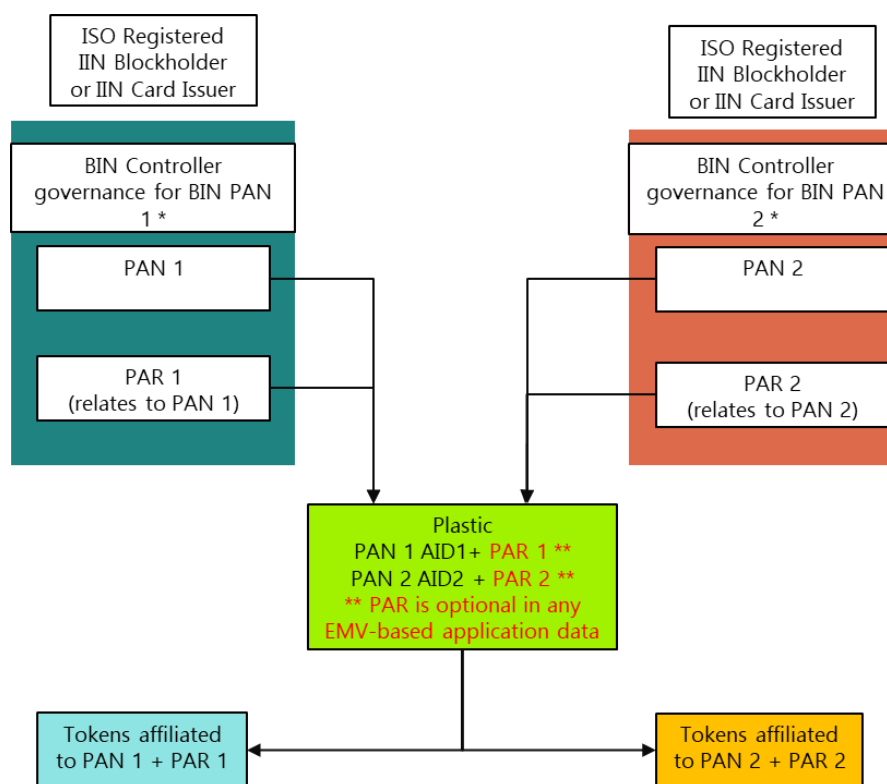 ISO Registered
IIN Blockholder
or IIN Card Issuer
ISO Registered
IIN Blockholder
or IIN Card Issuer
BIN Controller
governance for BIN PAN
1 *
BIN Controller
governance for BIN PAN
2 *
PAN 1
PAN 2
PAR 1
(relates to PAN 1)
PAR 2
(relates to PAN 2)
Plastic
PAN 1 AID1+ PAR 1 **
PAN 2 AID2 + PAR 2 **
** PAR is optional in any
EMV-based application data
Tokens affiliated
to PAN 1 + PAR 1
Tokens affiliated
to PAN 2 + PAR 2